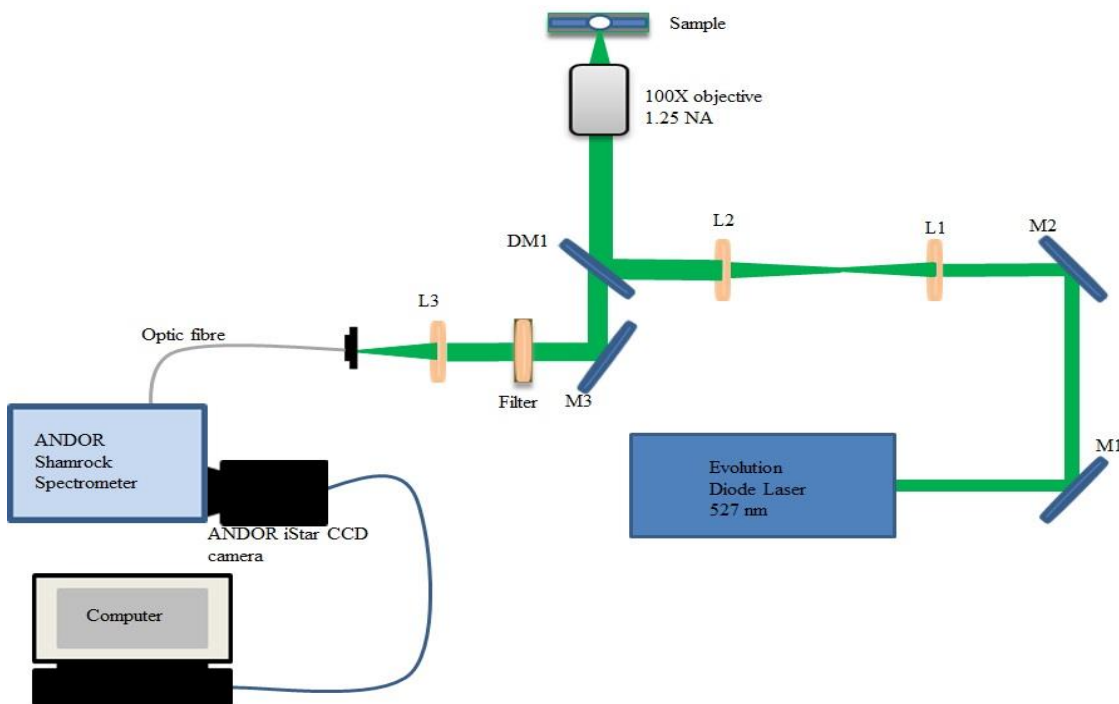 Sample
100X objective
1.25 NA
L2
L1
M2
DM1
L3
Optic fibre
Filter
M3
ANDOR
Shamrock
Spectrometer
Evolution
Diode Laser
527 nm
M1
ANDOR iStar CCD
camera
Computer